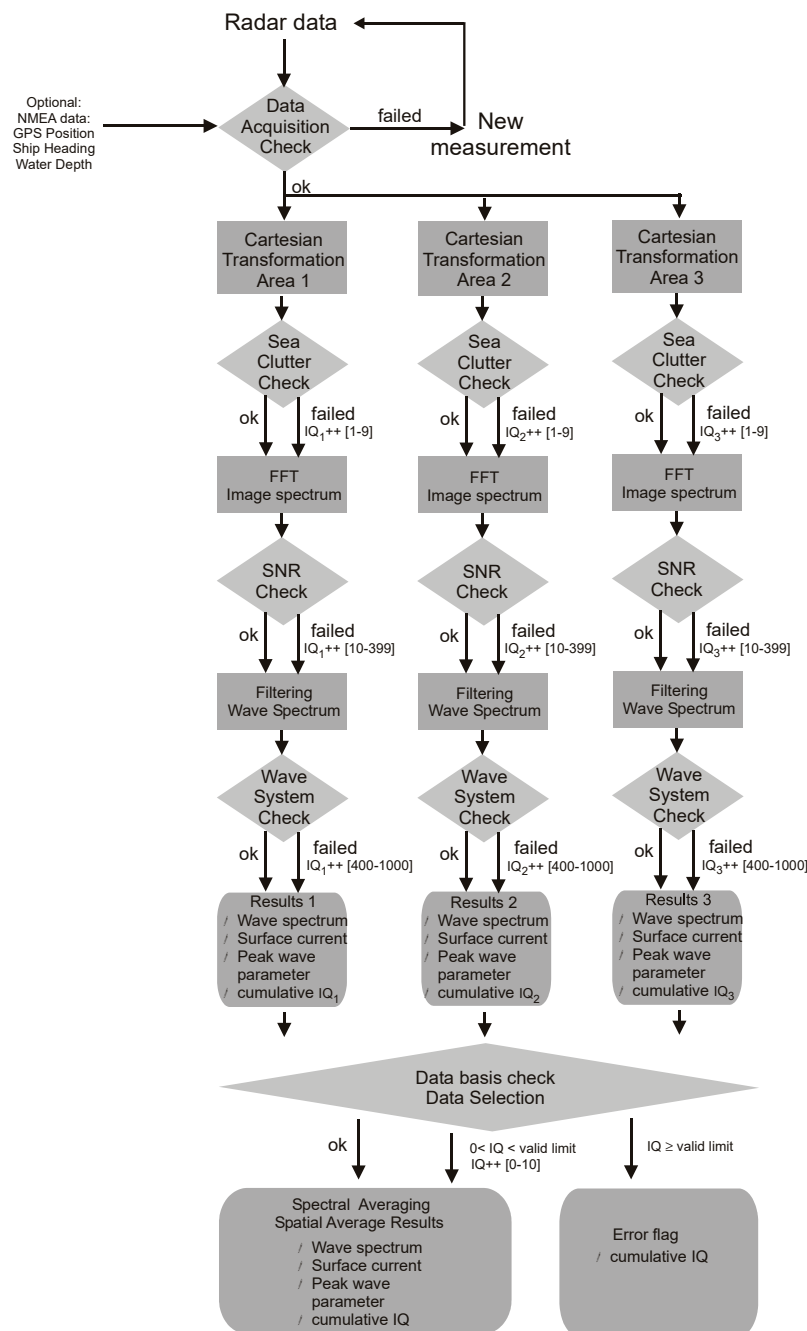 Radar data
Optional:
NMEA data:
GPS Position
Ship Heading
Water Depth
Data
Acquisition
Check
failed
New
measurement
ok
Cartesian
Transformation
Area 1
Cartesian
Transformation
Area 2
Cartesian
Transformation
Area 3
Sea
Clutter
Check
Sea
Clutter
Check
Sea
Clutter
Check
ok
failed
IQ₁++ [1-9]
ok
failed
IQ₂++ [1-9]
ok
failed
IQ₃++ [1-9]
FFT
Image spectrum
FFT
Image spectrum
FFT
Image spectrum
SNR
Check
SNR
Check
SNR
Check
ok
failed
IQ₁++ [10-399]
ok
failed
IQ₂++ [10-399]
ok
failed
IQ₃++ [10-399]
Filtering
Wave Spectrum
Filtering
Wave Spectrum
Filtering
Wave Spectrum
Wave
System
Check
Wave
System
Check
Wave
System
Check
ok
failed
IQ₁++ [400-1000]
ok
failed
IQ₂++ [400-1000]
ok
failed
IQ₃++ [400-1000]
Results 1
/ Wave spectrum
/ Surface current
/ Peak wave
parameter
/ cumulative IQ₁
Results 2
/ Wave spectrum
/ Surface current
/ Peak wave
parameter
/ cumulative IQ₂
Results 3
/ Wave spectrum
/ Surface current
/ Peak wave
parameter
/ cumulative IQ₃
Data basis check
Data Selection
ok
0< IQ < valid limit
IQ++ [0-10]
IQ ≥ valid limit
Spectral Averaging
Spatial Average Results
/ Wave spectrum
/ Surface current
/ Peak wave
parameter
/ cumulative IQ
Error flag
/ cumulative IQ